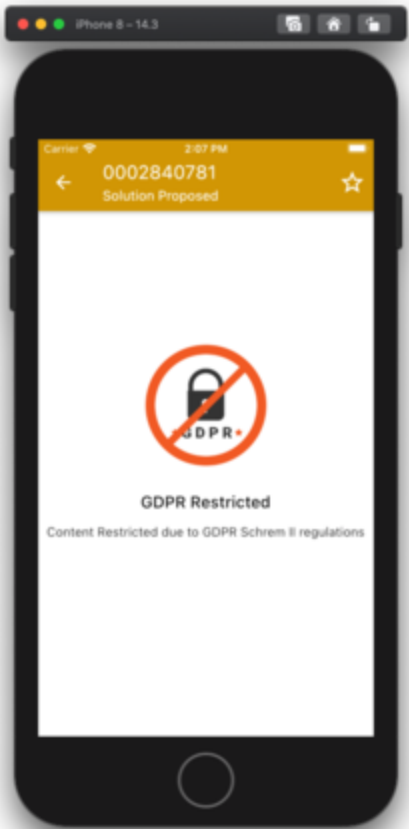 iPhone 8 – 14.3
Carrier 2:07 PM
0002840781
Solution Proposed
GDPR
GDPR Restricted
Content Restricted due to GDPR Schrem II regulations